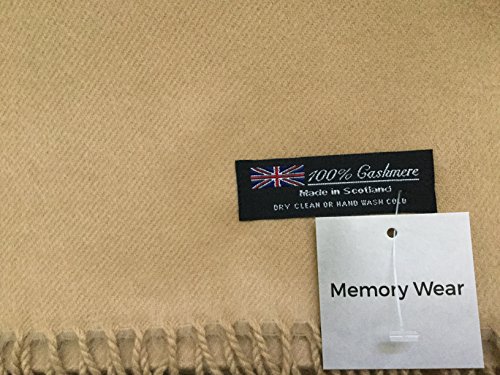 100% Cashmere
Made in Scotland
DRY CLEAN OR HAND WASH COLD
Memory Wear